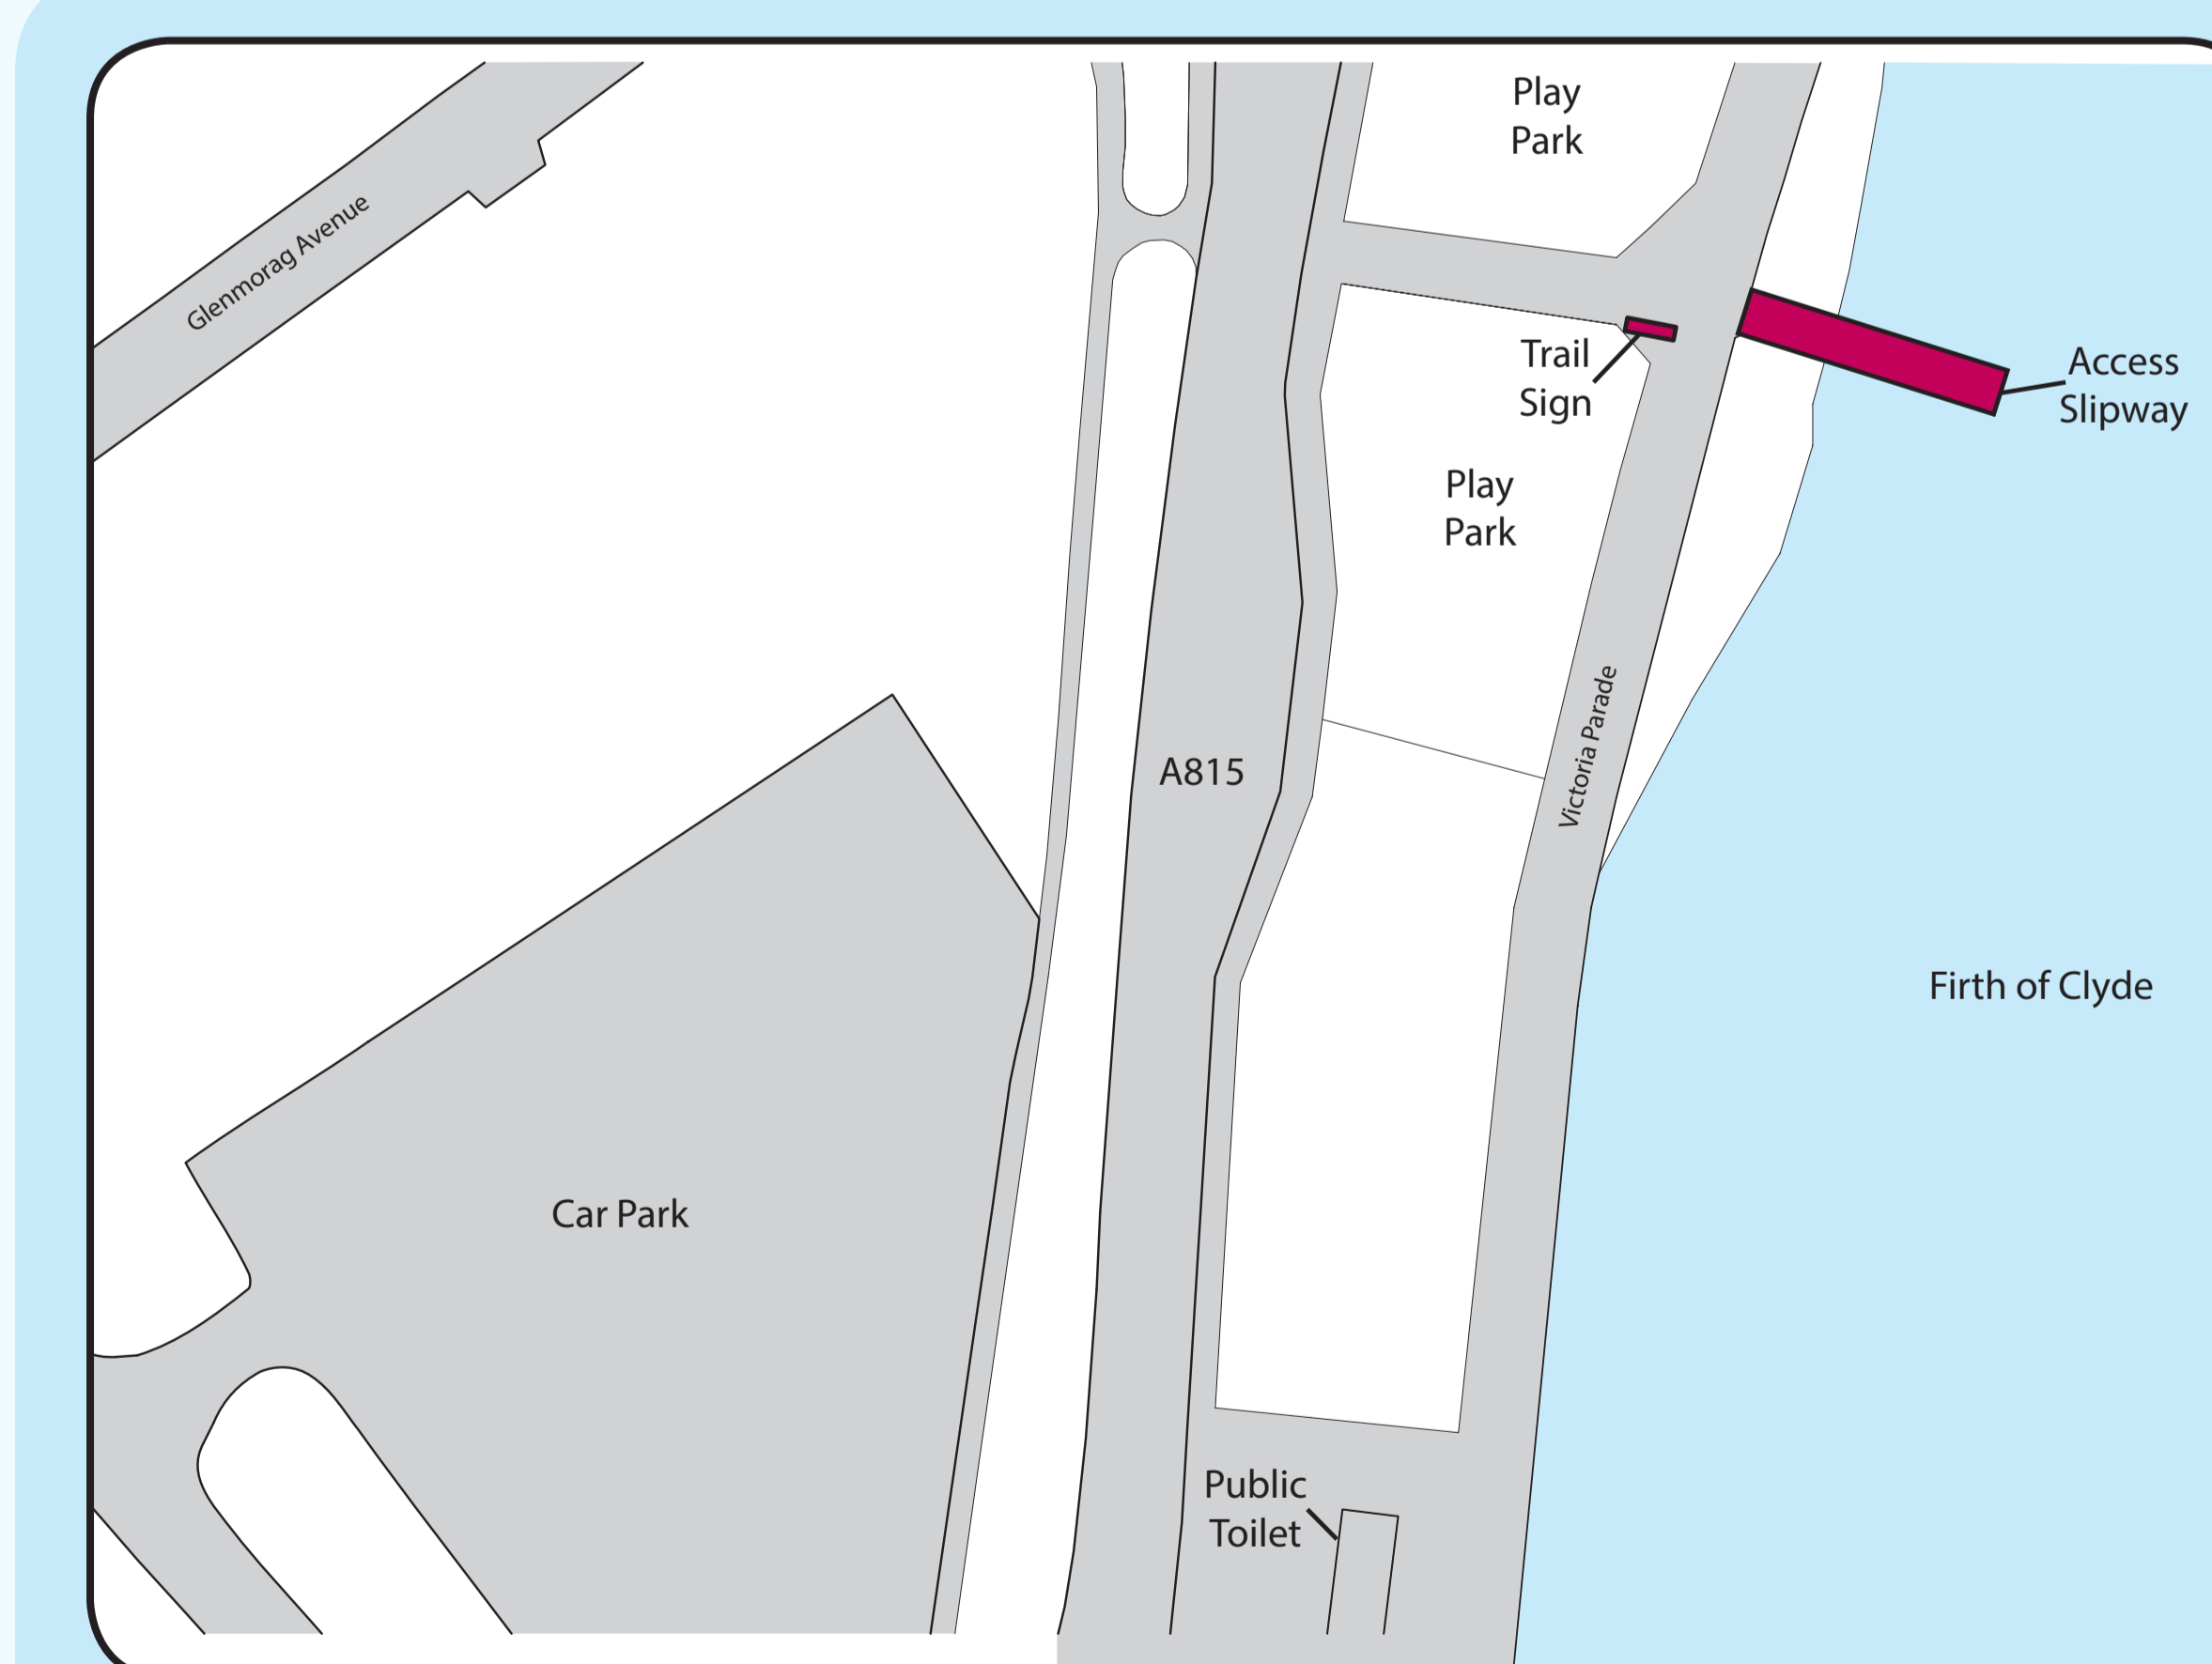 Play
Park
Glenmorag Avenue
Trail
Sign
Access
Slipway
Play
Park
Victoria Parade
A815
Firth of Clyde
Car Park
Public
Toilet